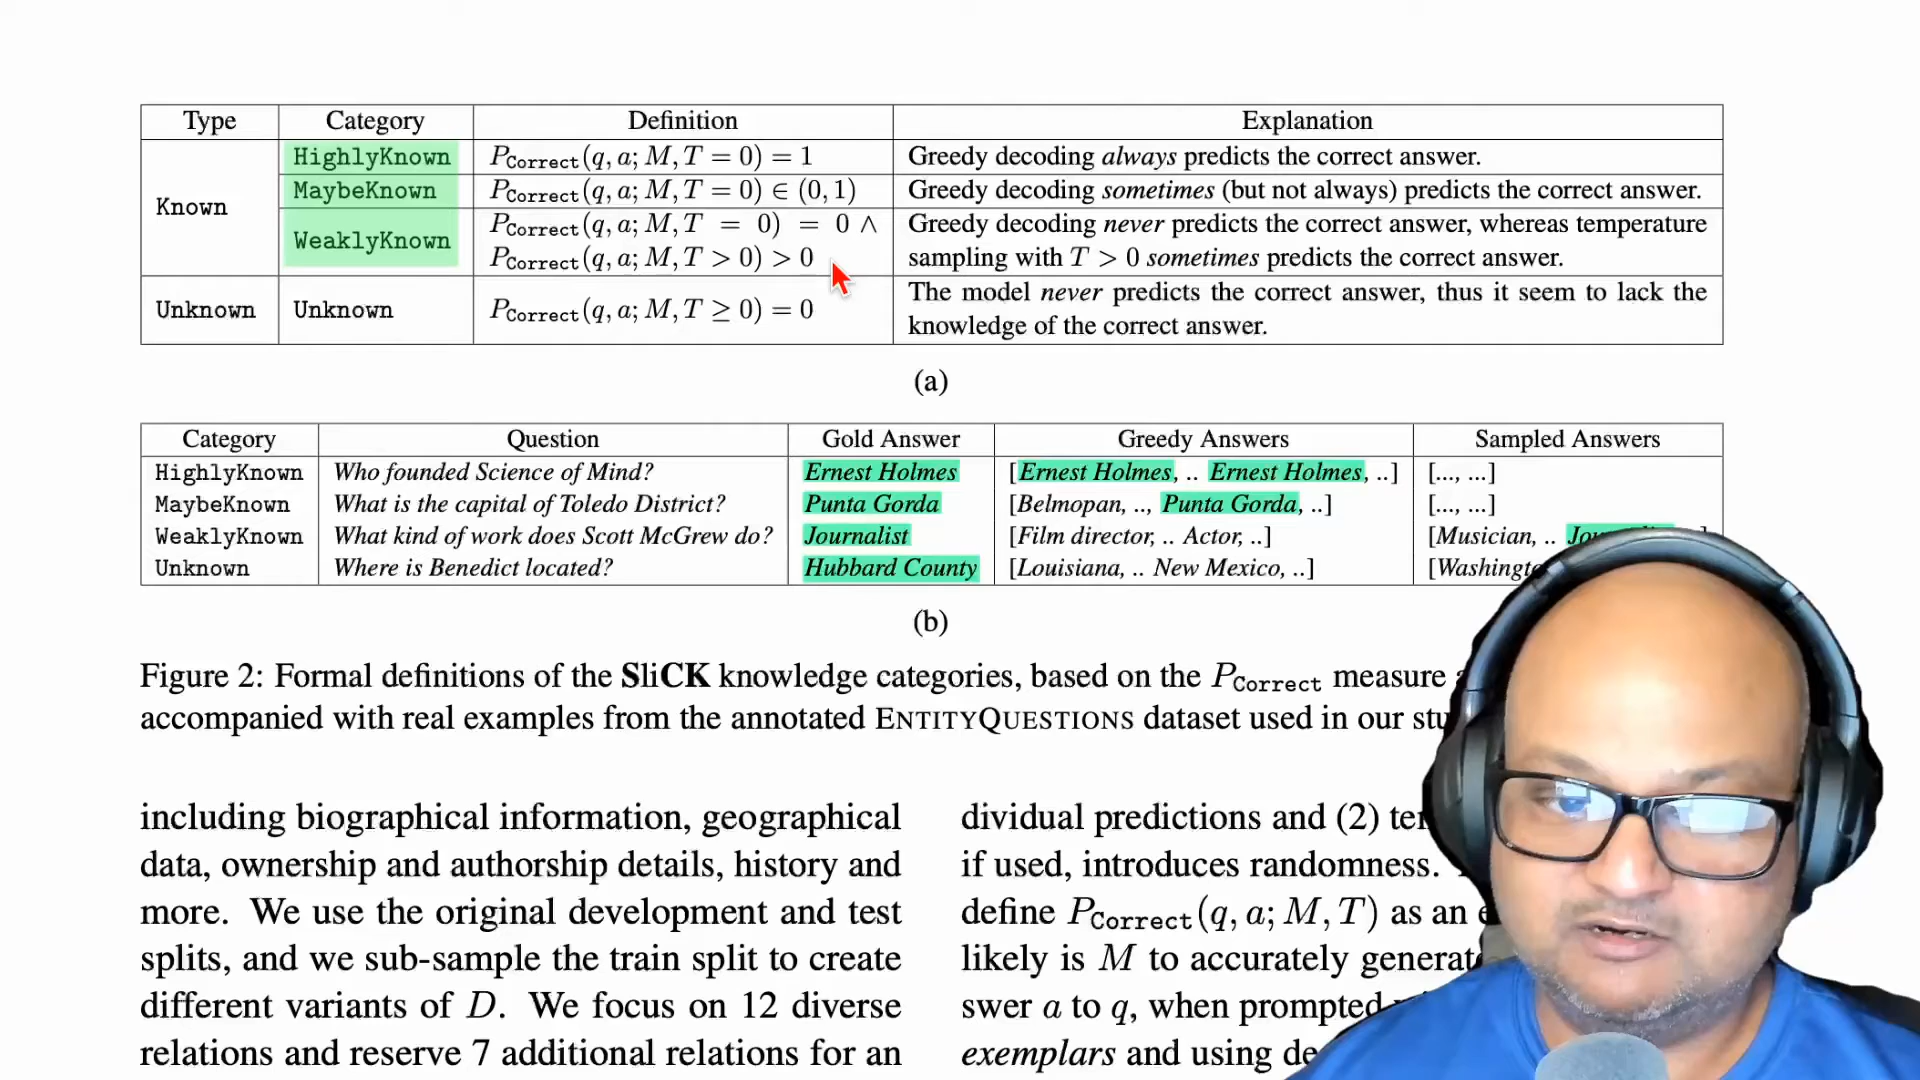 Type Category Definition Explanation
Known HighlyKnown P_Correct(q, a; M, T = 0) = 1 Greedy decoding always predicts the correct answer.
MaybeKnown P_Correct(q, a; M, T = 0) ∈ (0, 1) Greedy decoding sometimes (but not always) predicts the correct answer.
WeaklyKnown P_Correct(q, a; M, T = 0) = 0 ∧ Greedy decoding never predicts the correct answer, whereas temperature
P_Correct(q, a; M, T > 0) > 0 sampling with T > 0 sometimes predicts the correct answer.
Unknown Unknown P_Correct(q, a; M, T ≥ 0) = 0 The model never predicts the correct answer, thus it seem to lack the
knowledge of the correct answer.
(a)
Category Question Gold Answer Greedy Answers Sampled Answers
HighlyKnown Who founded Science of Mind? Ernest Holmes [Ernest Holmes, .. Ernest Holmes, ..] [..., ...]
MaybeKnown What is the capital of Toledo District? Punta Gorda [Belmopan, .., Punta Gorda, ..] [..., ...]
WeaklyKnown What kind of work does Scott McGrew do? Journalist [Film director, .. Actor, ..] [Musician, ..
Unknown Where is Benedict located? Hubbard County [Louisiana, .. New Mexico, ..]
(b)
Figure 2: Formal definitions of the SliCK knowledge categories, based on the P_Correct measure
accompanied with real examples from the annotated ENTITYQUESTIONS dataset used in our
including biographical information, geographical
data, ownership and authorship details, history and
more. We use the original development and test
splits, and we sub-sample the train split to create
different variants of D. We focus on 12 diverse
relations and reserve 7 additional relations for an
dividual predictions and (2)
if used, introduces randomness.
define P_Correct(q, a; M, T) as an
likely is M to accurately
swer a to q, when prompted
exemplars and using